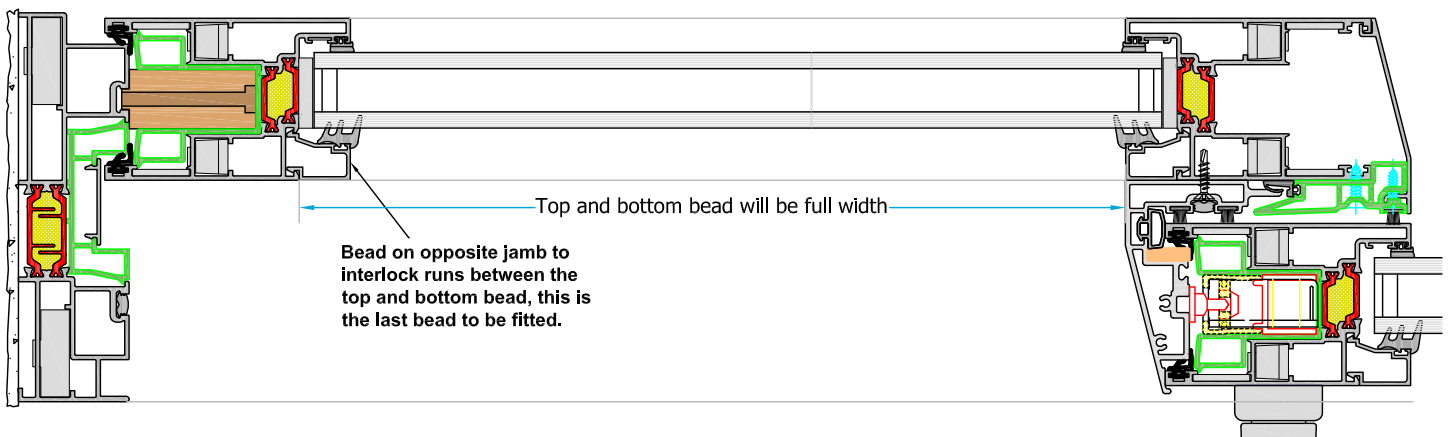 Top and bottom bead will be full width
Bead on opposite jamb to
interlock runs between the
top and bottom bead, this is
the last bead to be fitted.